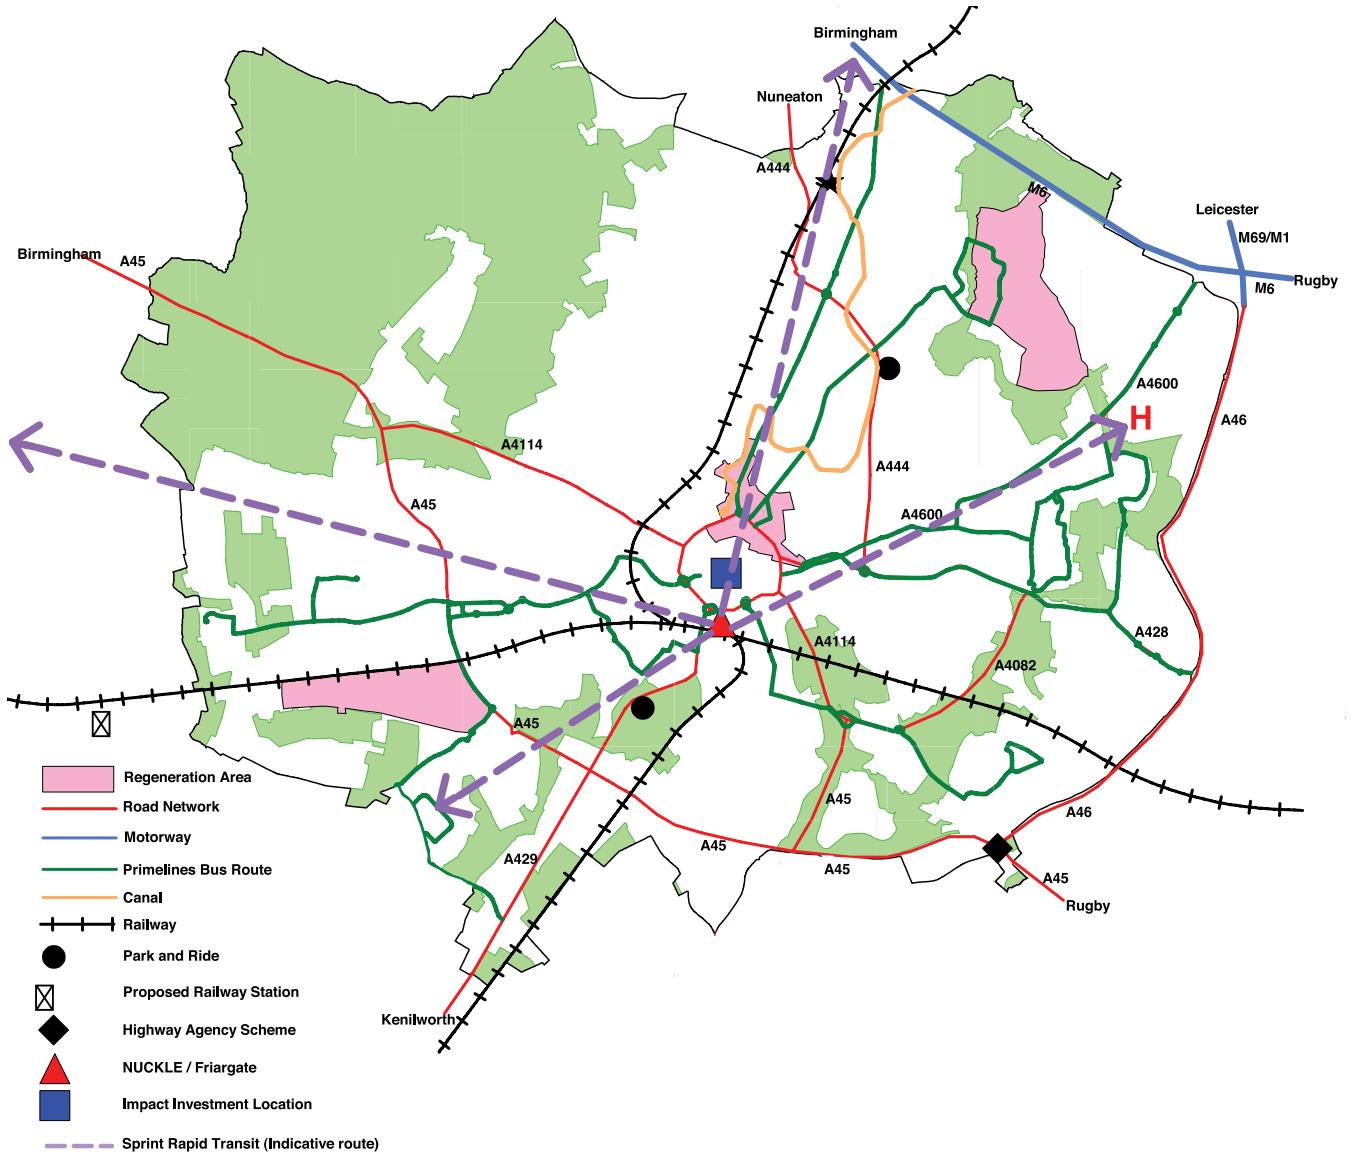 Birmingham
Nuneaton
A444
M6
Leicester
M69/M1
Rugby
M6
Birmingham
A45
A4600
A46
H
A4114
A444
A45
A4600
A4114
A428
A4082
A45
A45
A46
A45
A45
A429
A45
Rugby
Kenilworth
Regeneration Area
Road Network
Motorway
Primelines Bus Route
Canal
Railway
Park and Ride
Proposed Railway Station
Highway Agency Scheme
NUCKLE / Friargate
Impact Investment Location
Sprint Rapid Transit (Indicative route)